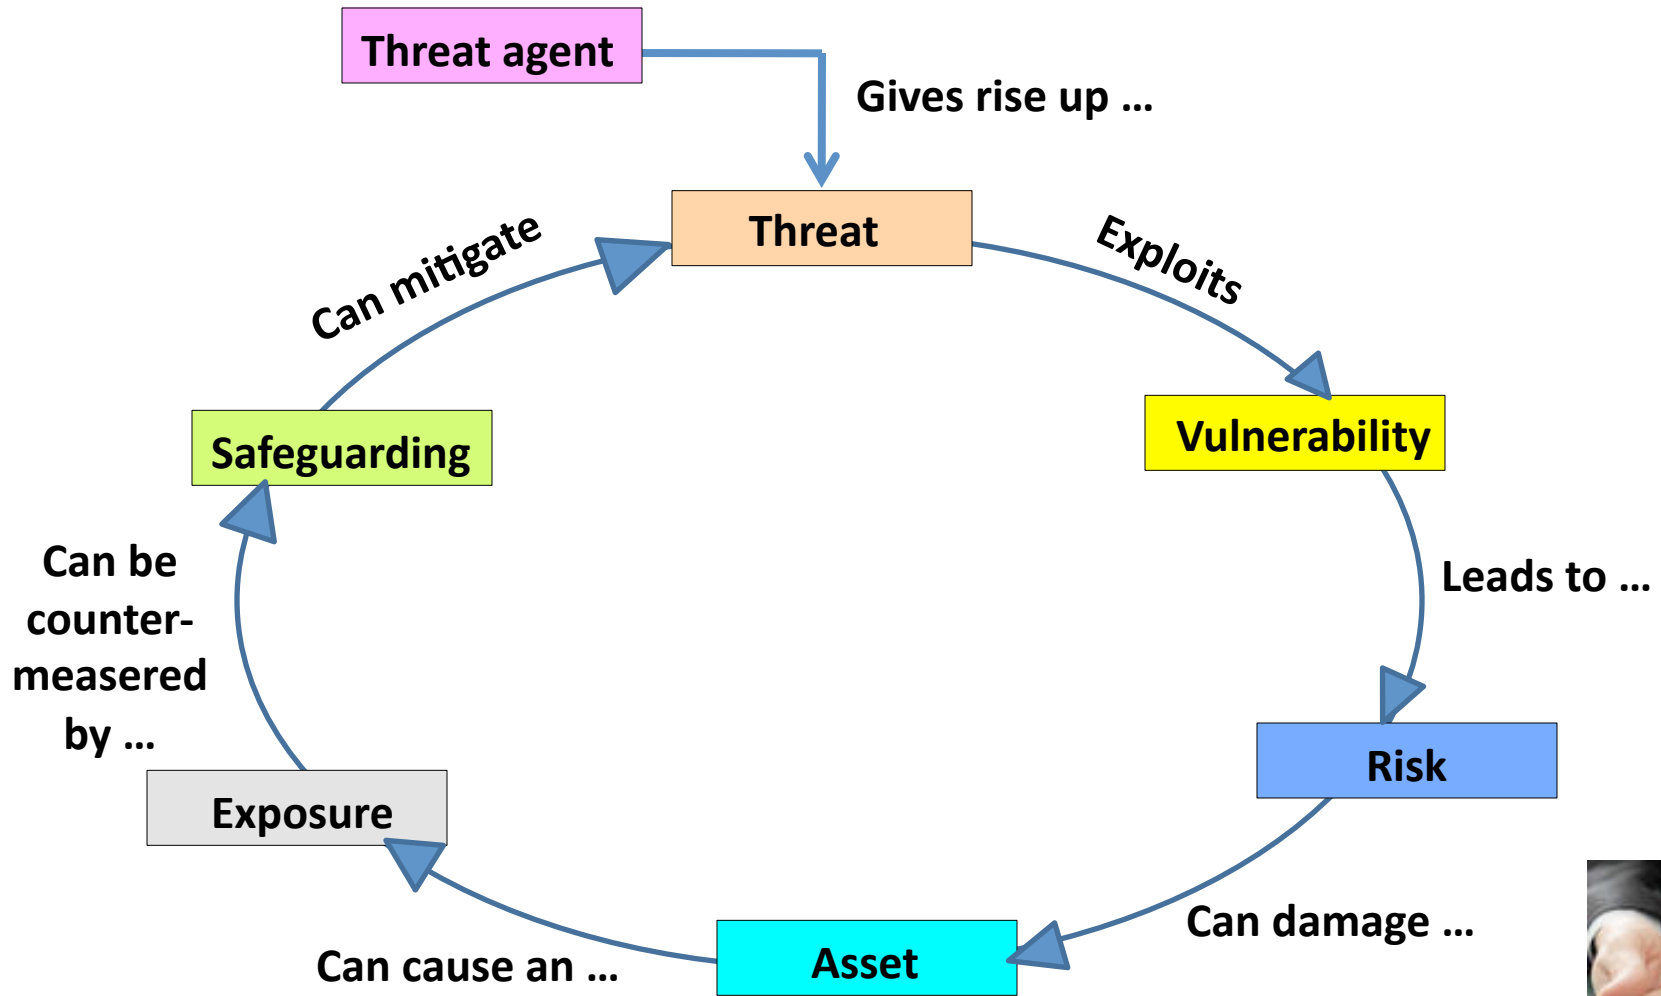 Threat agent
Gives rise up ...
Threat
Exploits
Can mitigate
Vulnerability
Safeguarding
Leads to ...
Can be
counter-
measered
by ...
Risk
Exposure
Can damage ...
Asset
Can cause an ...